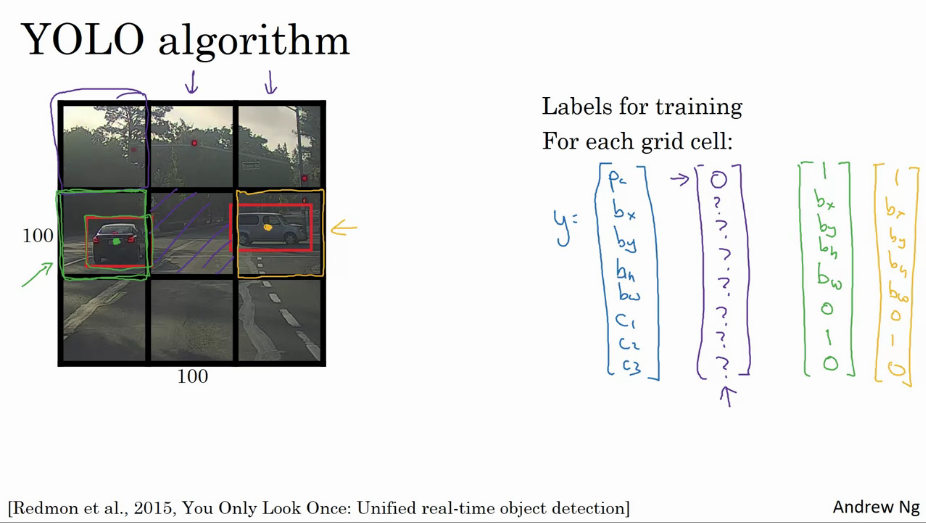 YOLO algorithm
Labels for training
For each grid cell:
y =
pc
bx
by
bh
bw
c1
c2
c3
0
?
?
?
?
?
?
?
1
bx
by
bh
bw
0
1
0
1
bx
by
bh
bw
0
1
0
100
100
[Redmon et al., 2015, You Only Look Once: Unified real-time object detection]
Andrew Ng